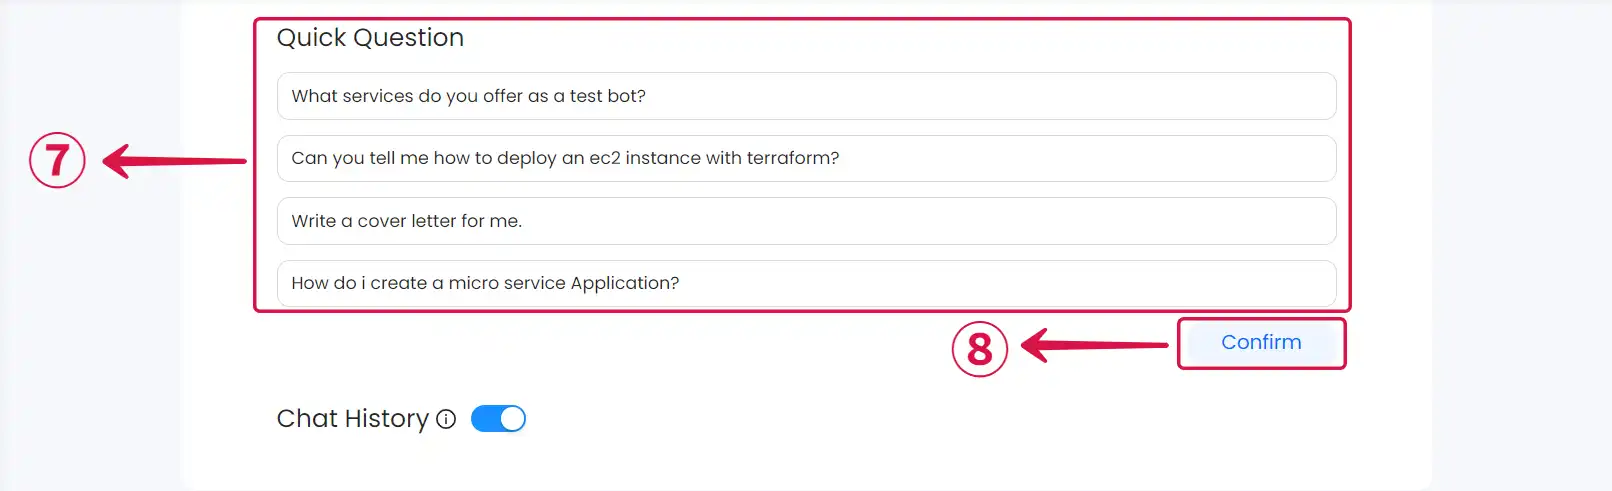 Quick Question
What services do you offer as a test bot?
7
Can you tell me how to deploy an ec2 instance with terraform?
Write a cover letter for me.
How do i create a micro service Application?
8
Confirm
Chat History